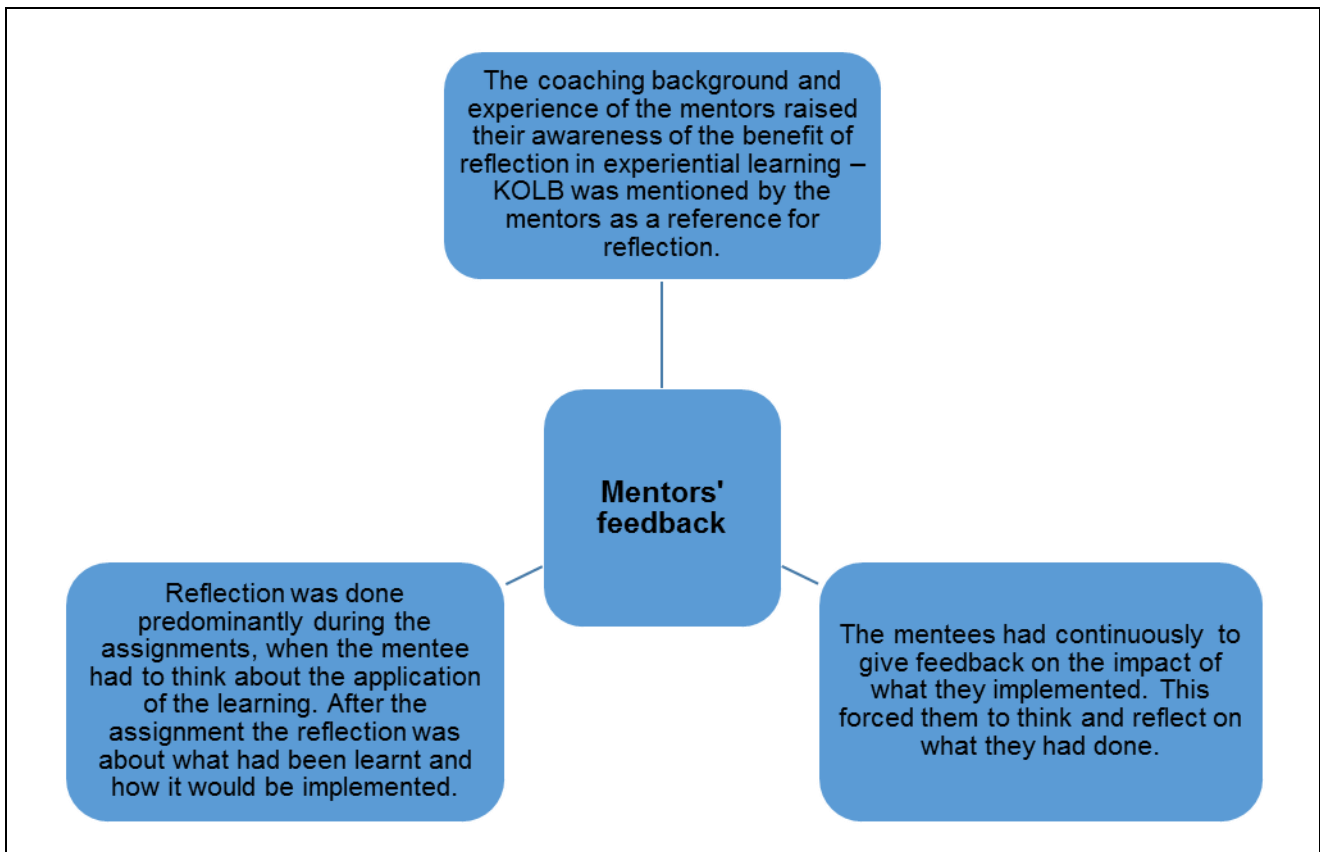 The coaching background and
experience of the mentors raised
their awareness of the benefit of
reflection in experiential learning –
KOLB was mentioned by the
mentors as a reference for
reflection.
Mentors'
feedback
Reflection was done
predominantly during the
assignments, when the mentee
had to think about the application
of the learning. After the
assignment the reflection was
about what had been learnt and
how it would be implemented.
The mentees had continuously to
give feedback on the impact of
what they implemented. This
forced them to think and reflect on
what they had done.